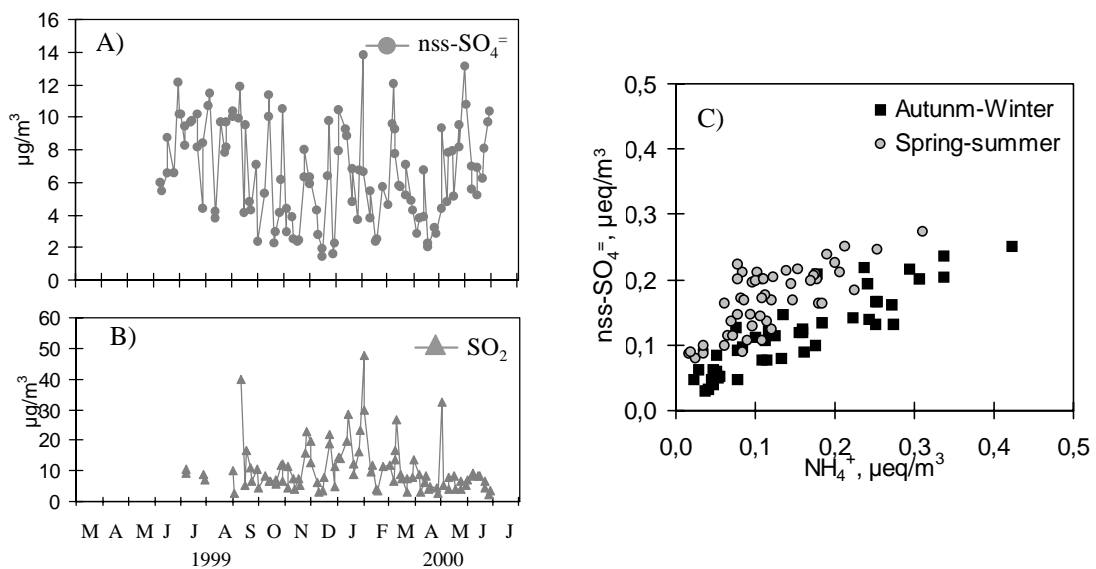 A)
nss-SO4=
16
14
12
10
8
6
4
2
0
µg/m3
B)
SO2
60
50
40
30
20
10
0
µg/m3
M A M J J A S O N D J F M A M J J
1999 2000
C)
Autunm-Winter
Spring-summer
0,5
0,4
0,3
0,2
0,1
0,0
nss-SO4=, µeq/m3
0,0 0,1 0,2 0,3 0,4 0,5
NH4+, µeq/m3